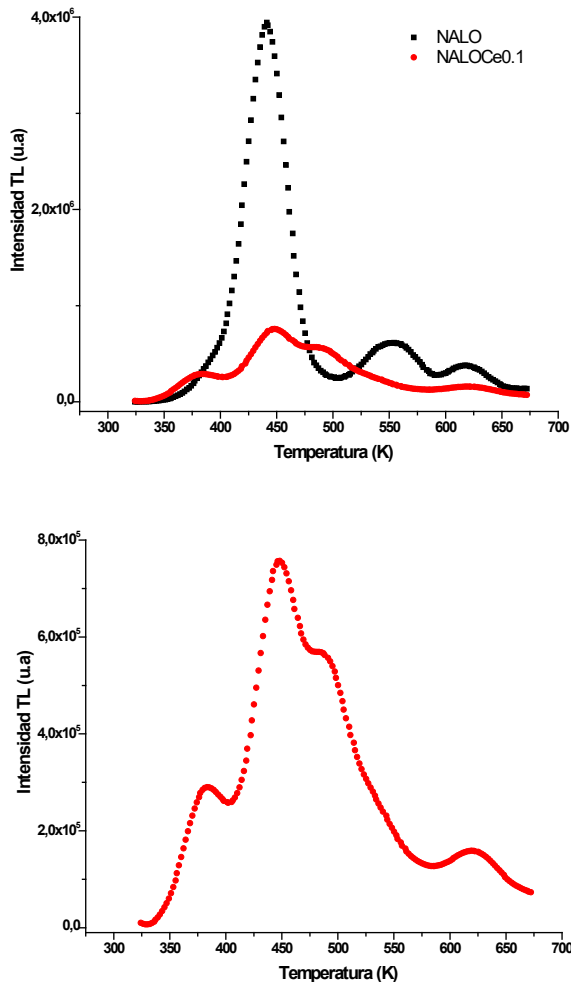 4,0x10⁶
NALO
NALOCe0.1
Intensidad TL (u.a)
2,0x10⁶
0,0
300 350 400 450 500 550 600 650 700
Temperatura (K)
8,0x10⁵
6,0x10⁵
Intensidad TL (u.a)
4,0x10⁵
2,0x10⁵
0,0
300 350 400 450 500 550 600 650 700
Temperatura (K)